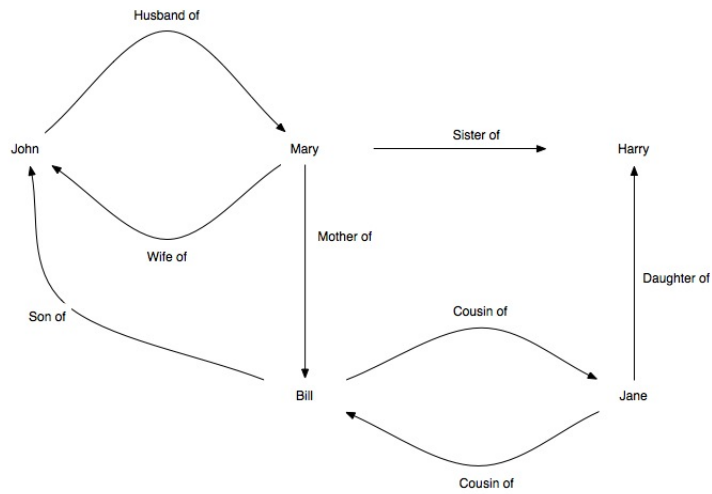 Husband of
John
Mary
Sister of
Harry
Wife of
Mother of
Son of
Daughter of
Cousin of
Bill
Jane
Cousin of